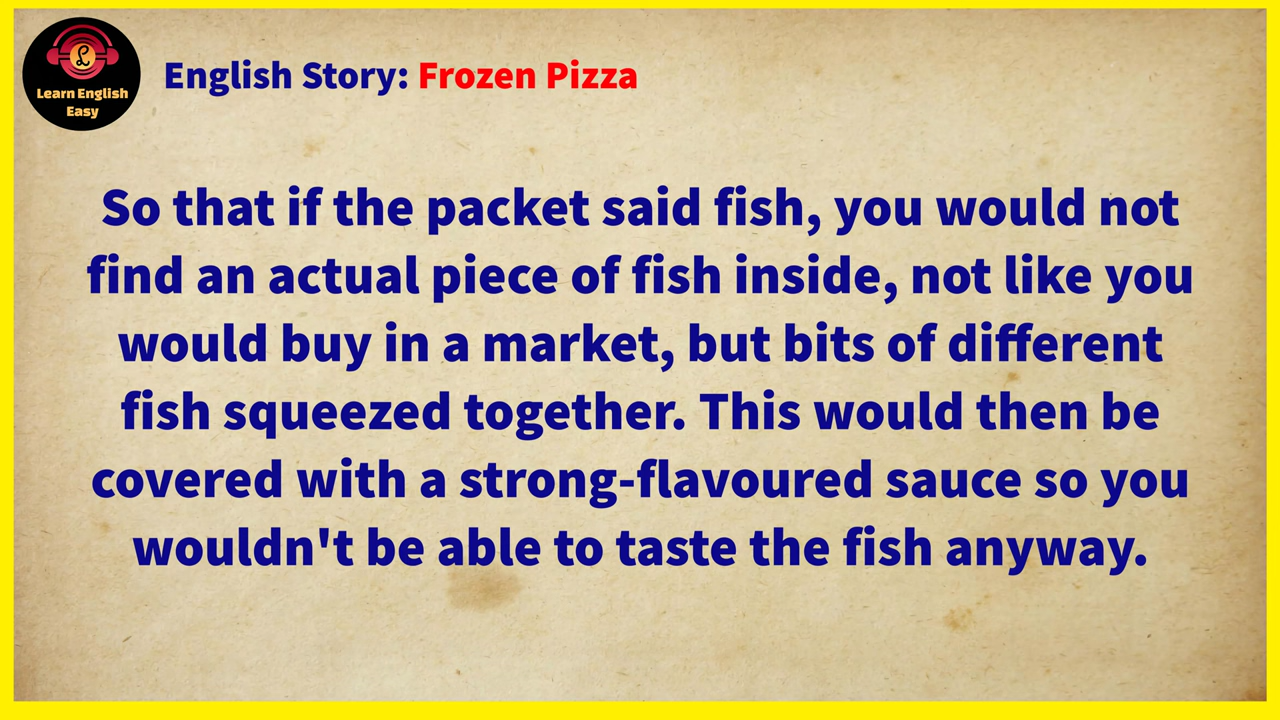 Learn English
Easy
English Story: Frozen Pizza
So that if the packet said fish, you would not
find an actual piece of fish inside, not like you
would buy in a market, but bits of different
fish squeezed together. This would then be
covered with a strong-flavoured sauce so you
wouldn't be able to taste the fish anyway.